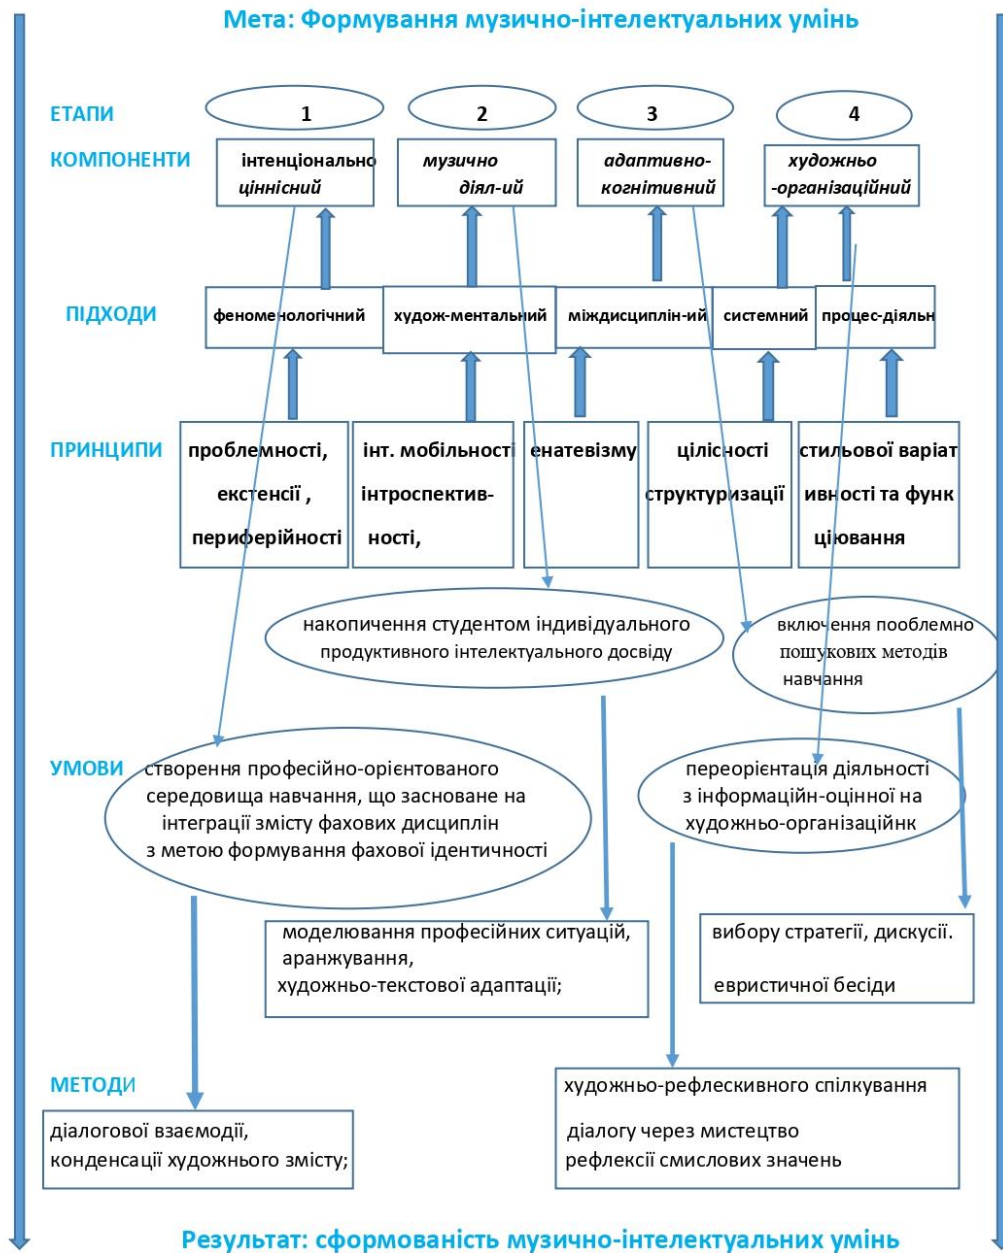 Мета: Формування музично-інтелектуальних умінь
ЕТАПИ
1
2
3
4
КОМПОНЕНТИ
інтенціонально
ціннісний
музично
діял-ий
адаптивно-
когнітивний
художньо
-організаційний
ПІДХОДИ
феноменологічний
худож-ментальний
міждисциплін-ий
системний
процес-діяльн
ПРИНЦИПИ
проблемності,
екстенсії ,
периферійності
інт. мобільності
інтроспектив-
ності,
енатевізму
цілісності
структуризації
стильової варіат
ивності та функ
ціювання
накопичення студентом індивідуального
продуктивного інтелектуального досвіду
включення пооблемно
пошукових методів
навчання
УМОВИ
створення професійно-орієнтованого
середовища навчання, що засноване на
інтеграції змісту фахових дисциплін
з метою формування фахової ідентичності
переорієнтація діяльності
з інформаційн-оцінної на
художньо-організаційнк
моделювання професійних ситуацій,
аранжування,
художньо-текстової адаптації;
вибору стратегії, дискусії.
евристичної бесіди
МЕТОДИ
діалогової взаємодії,
конденсації художнього змісту;
художньо-рефлескивного спілкування
діалогу через мистецтво
рефлексії смислових значень
Результат: сформованість музично-інтелектуальних умінь